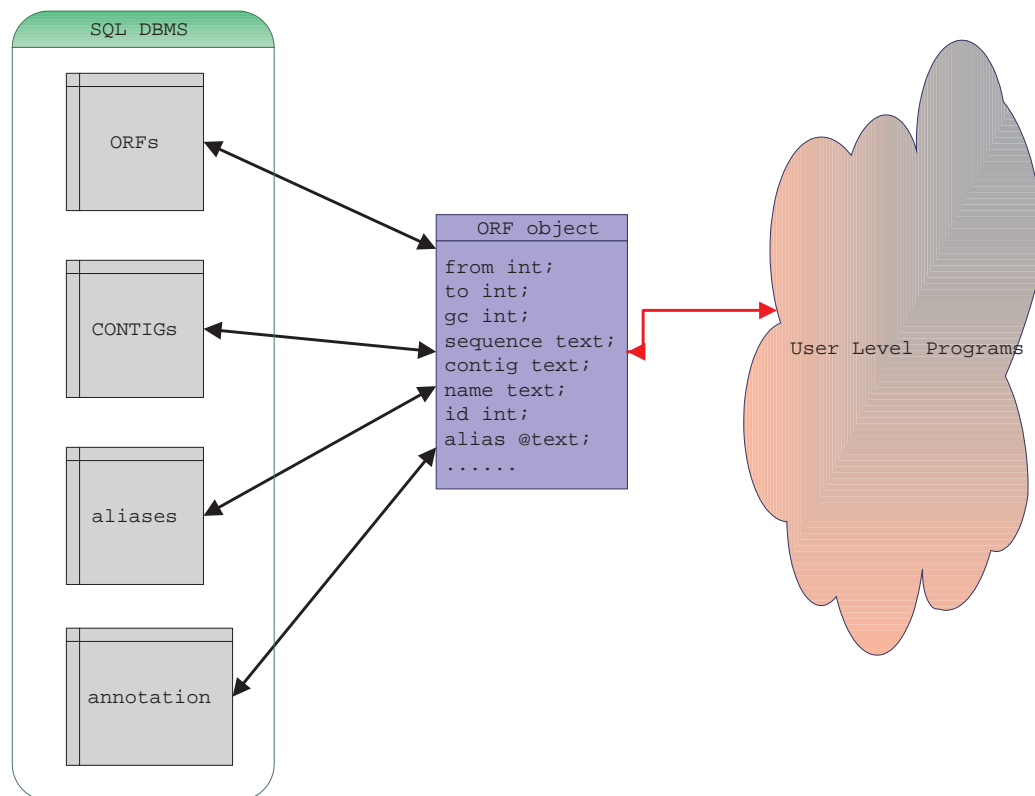 SQL DBMS
ORFs
CONTIGs
aliases
annotation
ORF object
from int;
to int;
gc int;
sequence text;
contig text;
name text;
id int;
alias @text;
......
User Level Programs